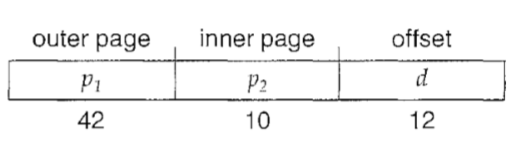 outer page inner page offset
p1 p2 d
42 10 12